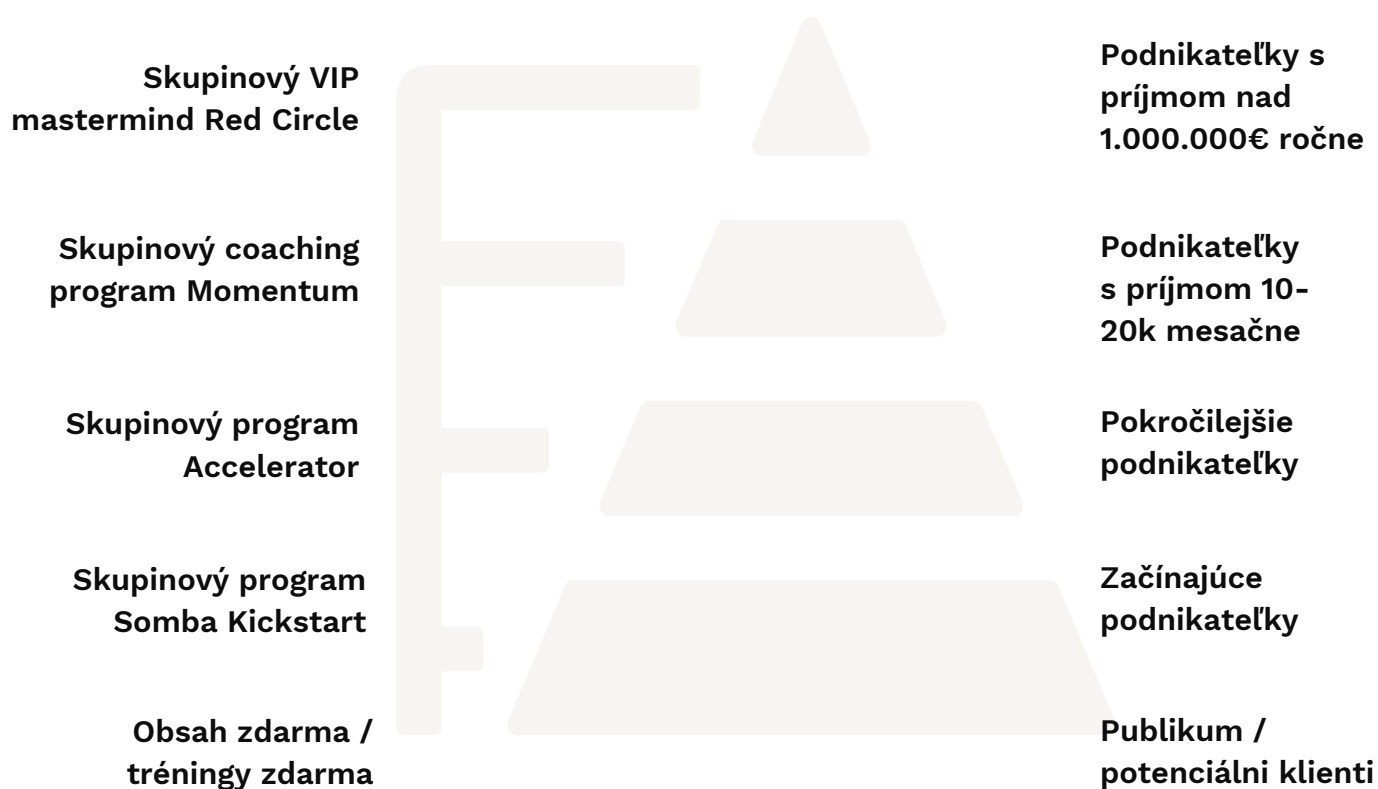 Skupinový VIP
mastermind Red Circle
Podnikateľky s
príjmom nad
1.000.000€ ročne
Skupinový coaching
program Momentum
Podnikateľky
s príjmom 10-
20k mesačne
Skupinový program
Accelerator
Pokročilejšie
podnikateľky
Skupinový program
Somba Kickstart
Začínajúce
podnikateľky
Obsah zdarma /
tréningy zdarma
Publikum /
potenciálni klienti